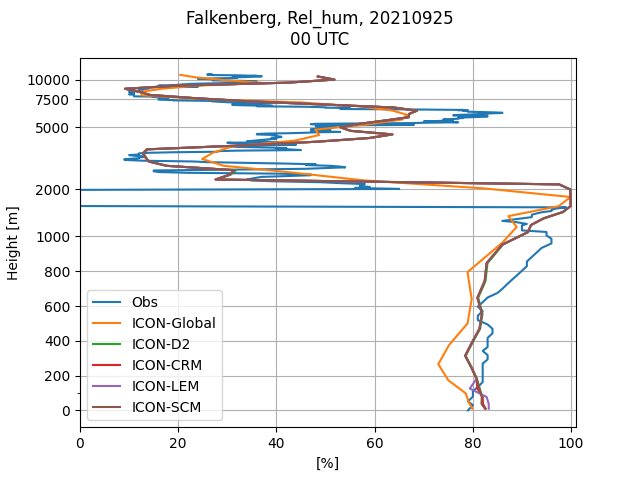 Falkenberg, Rel_hum, 20210925
00 UTC
Height [m]
10000
7500
5000
2000
1000
800
600
400
200
0
Obs
ICON-Global
ICON-D2
ICON-CRM
ICON-LEM
ICON-SCM
0 20 40 60 80 100
[%]